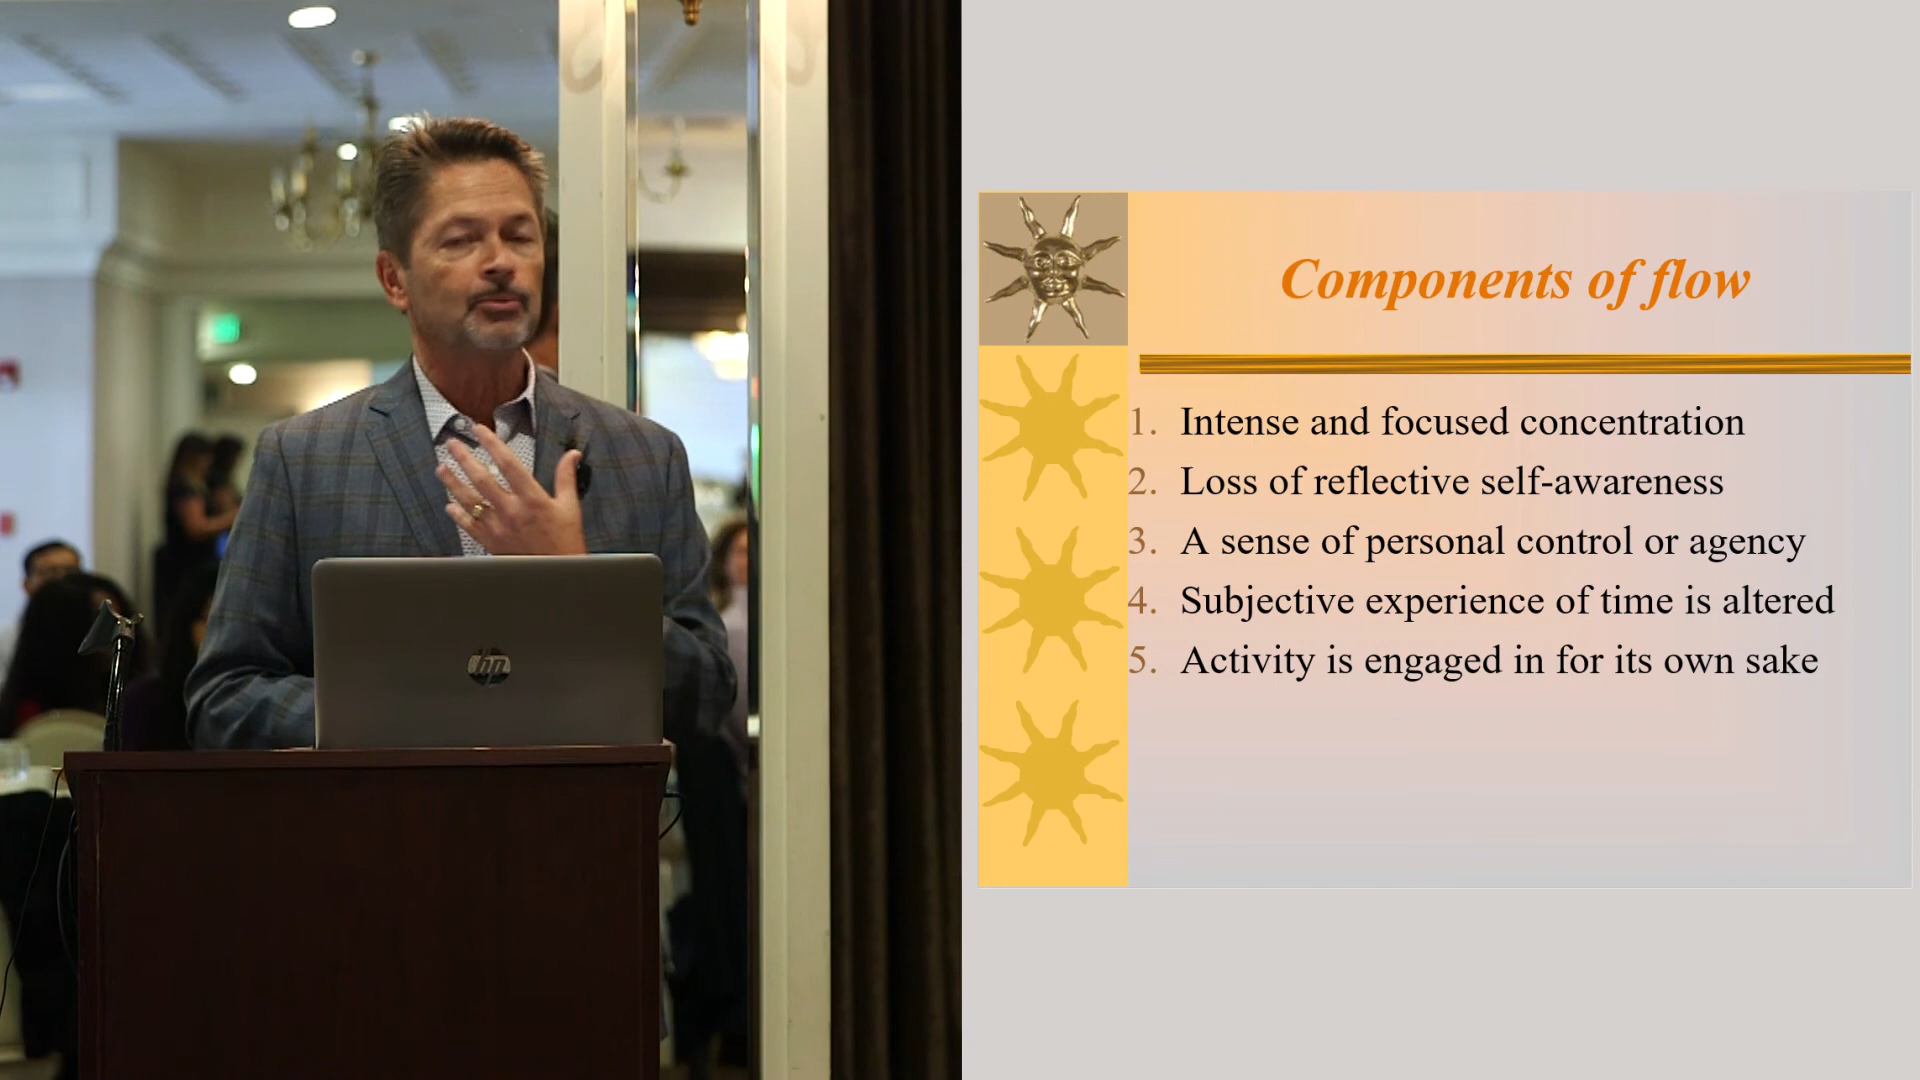 hp
Components of flow
1. Intense and focused concentration
2. Loss of reflective self-awareness
3. A sense of personal control or agency
4. Subjective experience of time is altered
5. Activity is engaged in for its own sake